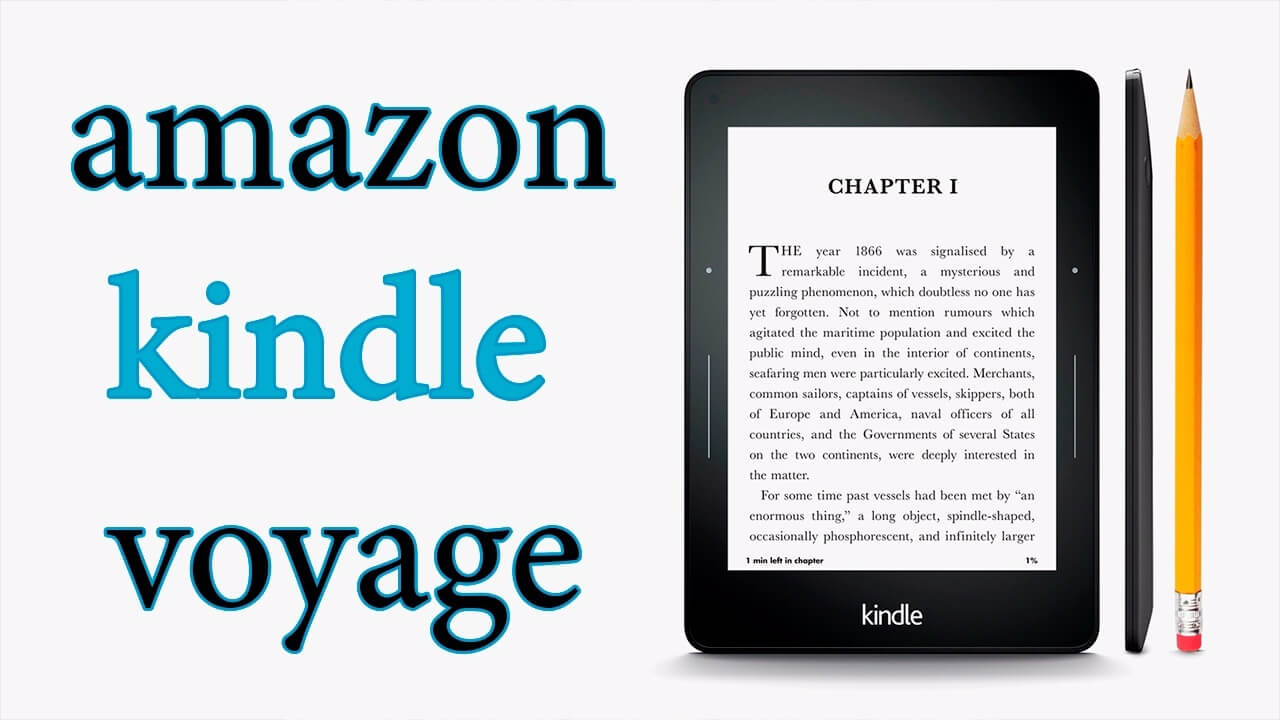 amazon
kindle
voyage
CHAPTER I
THE year 1866 was signalised by a
remarkable incident, a mysterious and
puzzling phenomenon, which doubtless no one has
yet forgotten. Not to mention rumours which
agitated the maritime population and excited the
public mind, even in the interior of continents,
seafaring men were particularly excited. Merchants,
common sailors, captains of vessels, skippers, both
of Europe and America, naval officers of all
countries, and the Governments of several States
on the two continents, were deeply interested in
the matter.
For some time past vessels had been met by “an
enormous thing,” a long object, spindle-shaped,
occasionally phosphorescent, and infinitely larger
1 min left in chapter 1%
kindle